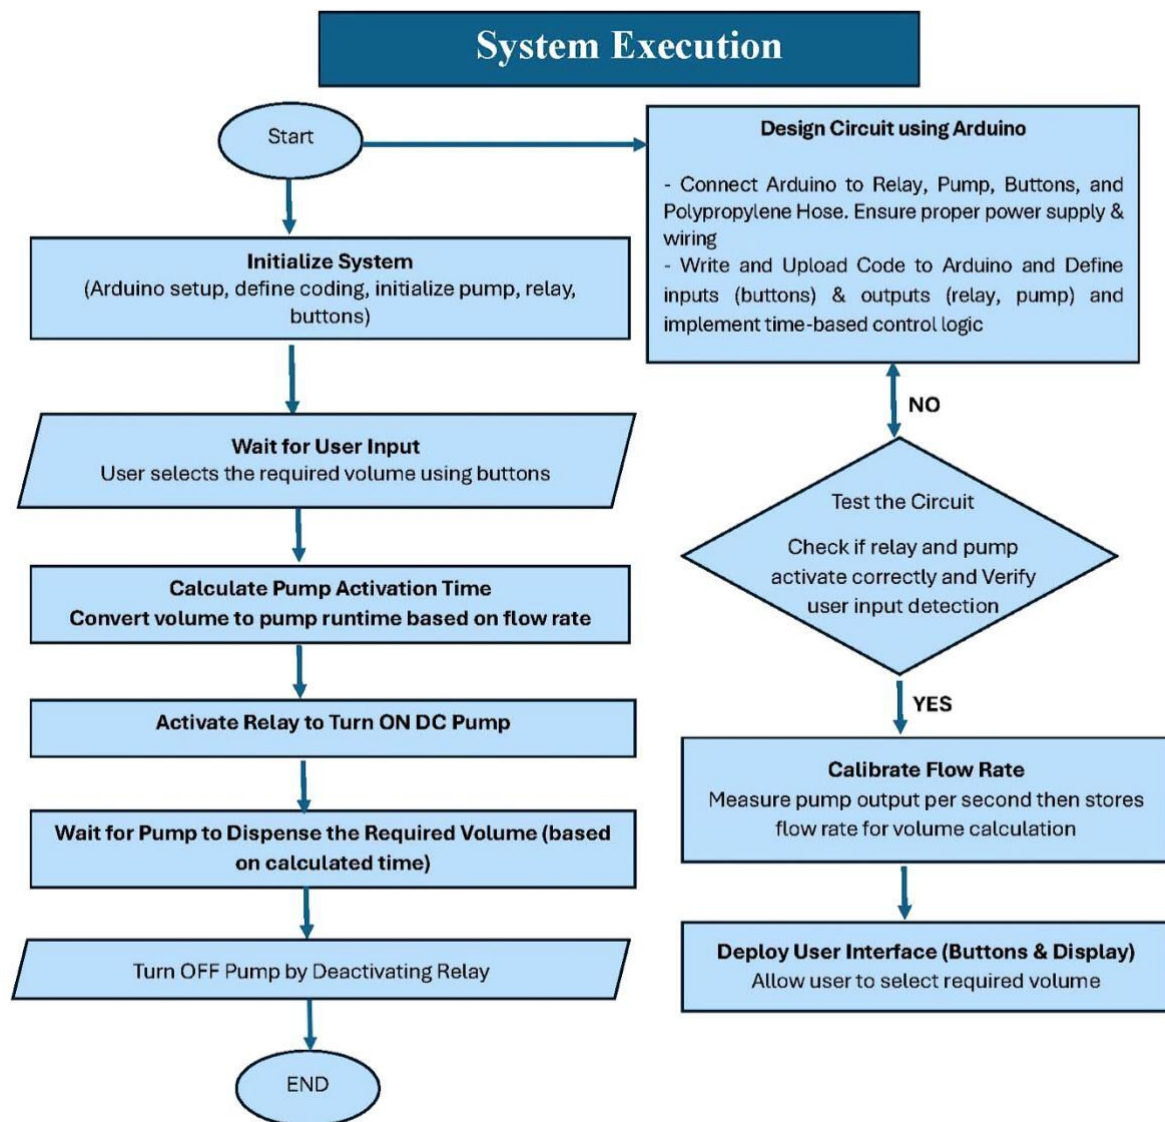 System Execution
Start
Initialize System
(Arduino setup, define coding, initialize pump, relay,
buttons)
Wait for User Input
User selects the required volume using buttons
Calculate Pump Activation Time
Convert volume to pump runtime based on flow rate
Activate Relay to Turn ON DC Pump
Wait for Pump to Dispense the Required Volume (based
on calculated time)
Turn OFF Pump by Deactivating Relay
END
Design Circuit using Arduino
- Connect Arduino to Relay, Pump, Buttons, and
Polypropylene Hose. Ensure proper power supply &
wiring
- Write and Upload Code to Arduino and Define
inputs (buttons) & outputs (relay, pump) and
implement time-based control logic
NO
Test the Circuit
Check if relay and pump
activate correctly and Verify
user input detection
YES
Calibrate Flow Rate
Measure pump output per second then stores
flow rate for volume calculation
Deploy User Interface (Buttons & Display)
Allow user to select required volume